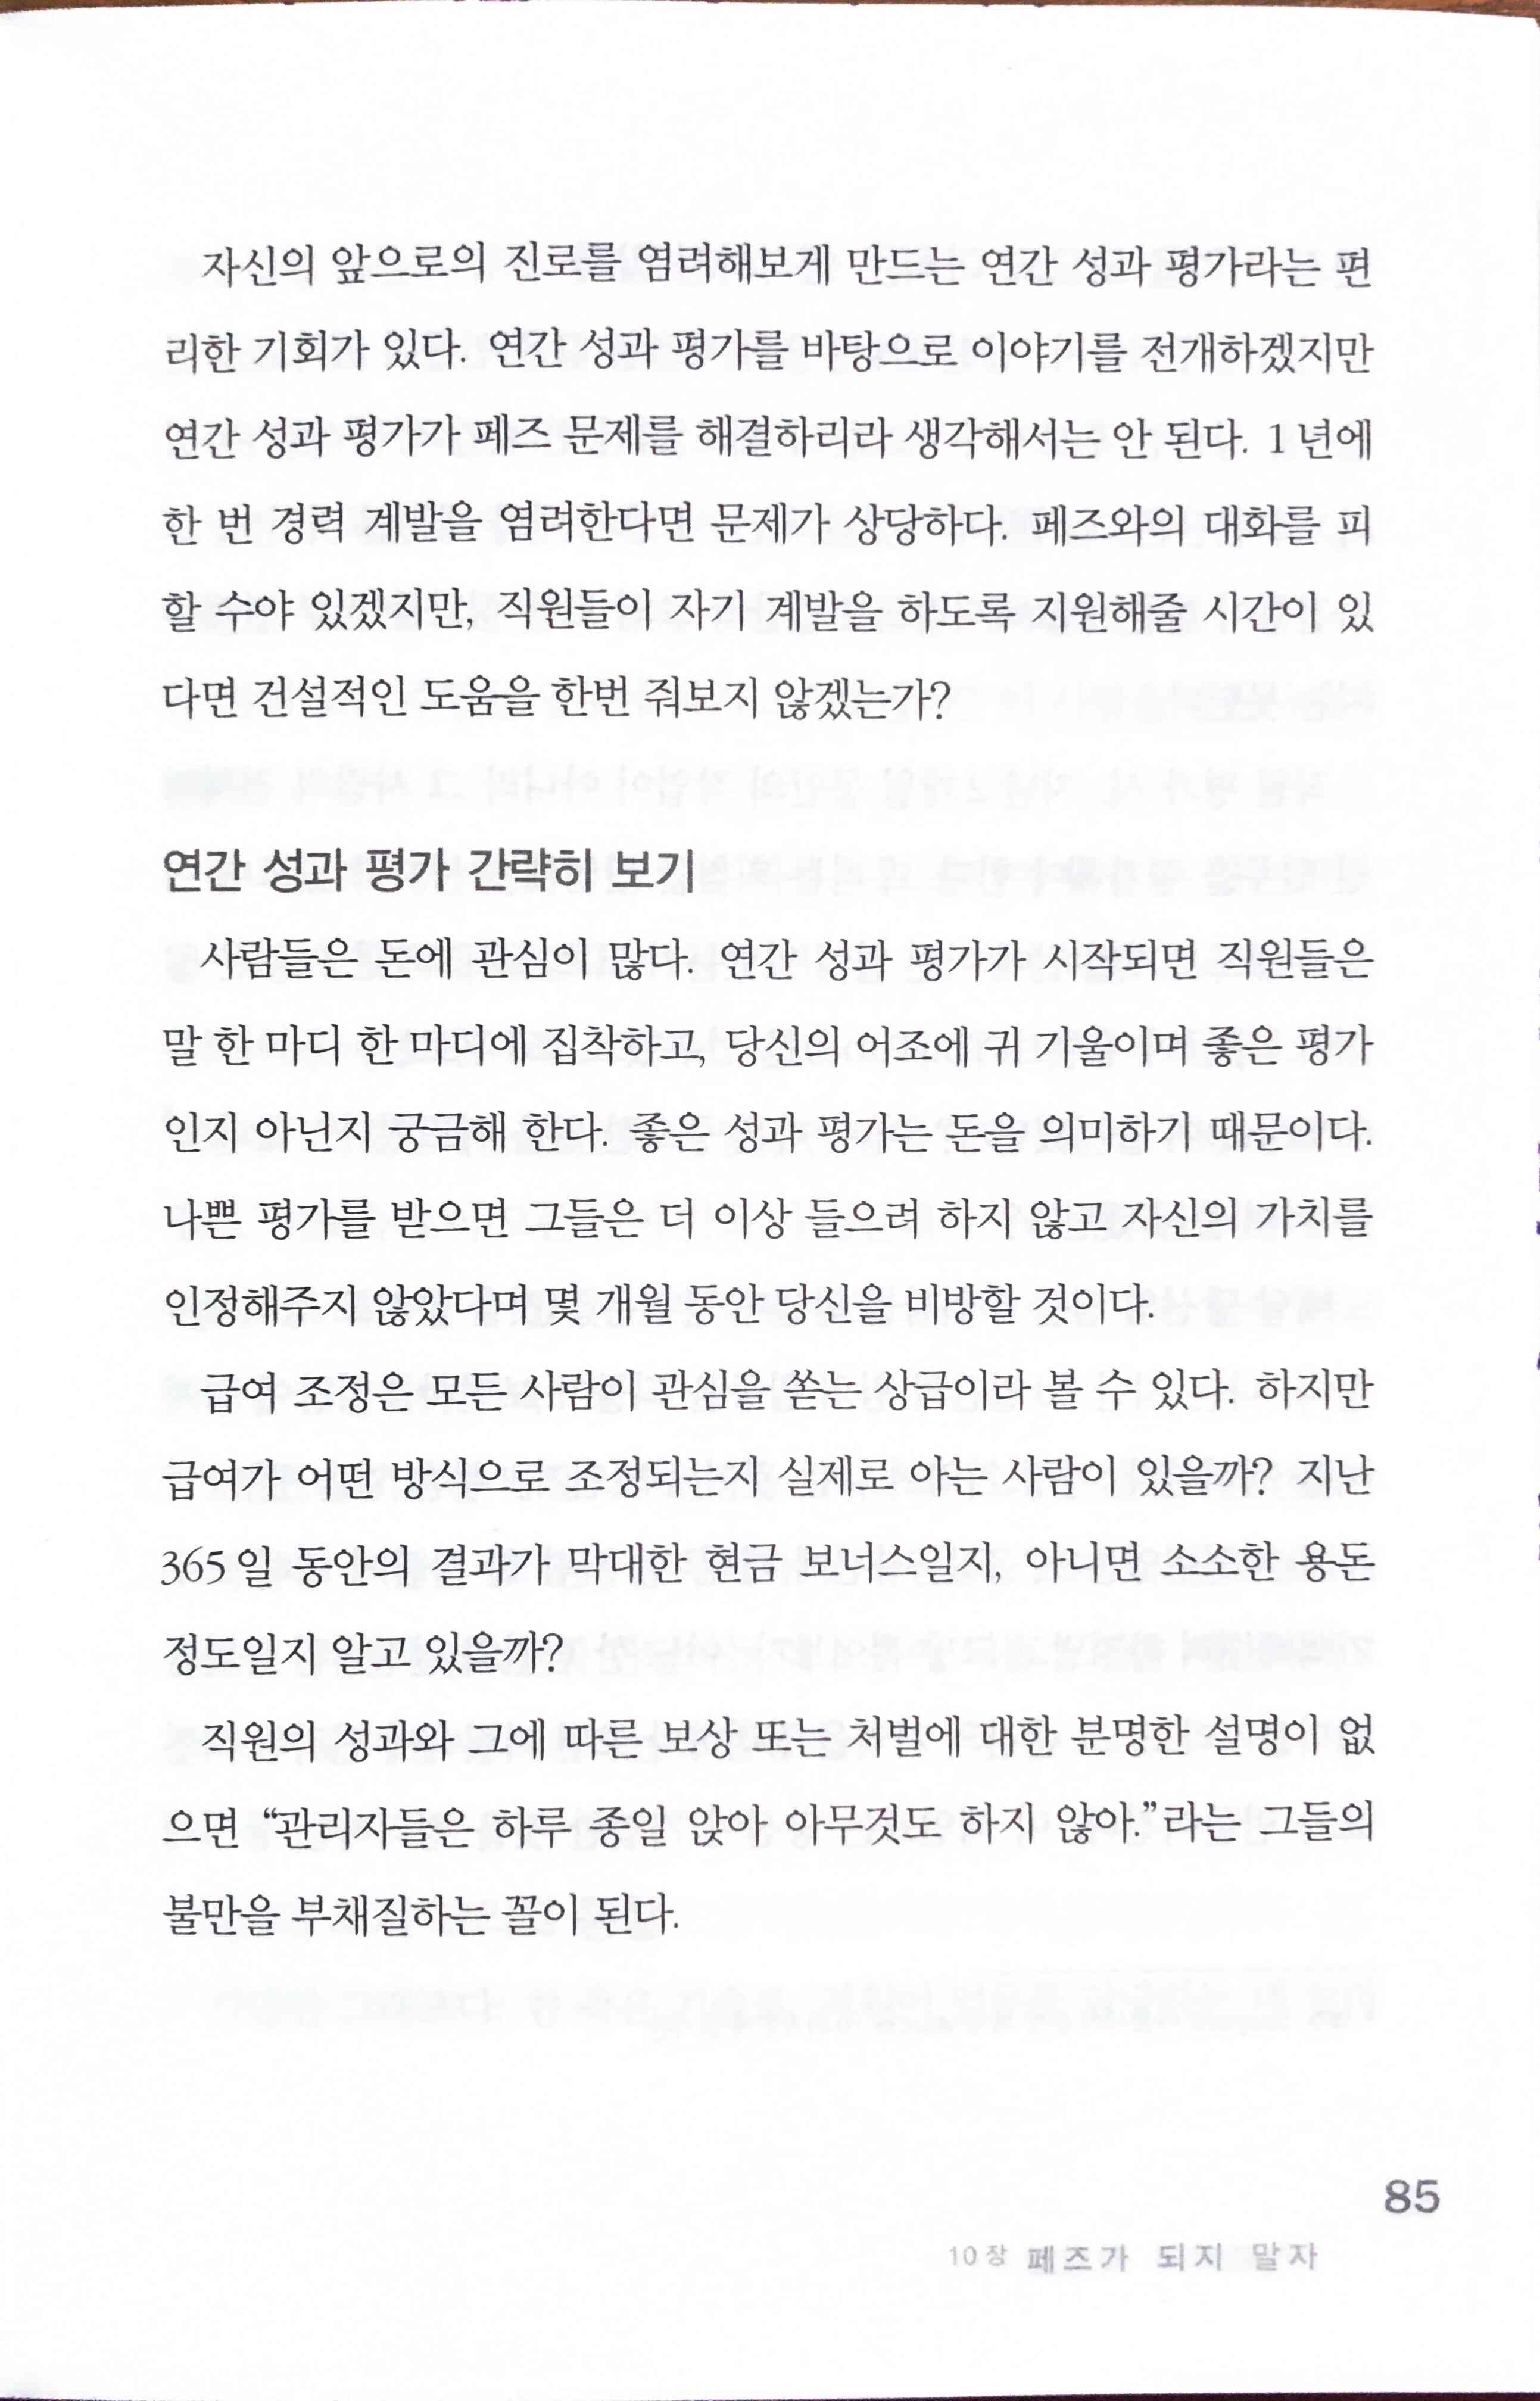 자신의 앞으로의 진로를 염려해보게 만드는 연간 성과 평가라는 편
리한 기회가 있다. 연간 성과 평가를 바탕으로 이야기를 전개하겠지만
연간 성과 평가가 페즈 문제를 해결하리라 생각해서는 안 된다. 1년에
한 번 경력 계발을 염려한다면 문제가 상당하다. 페즈와의 대화를 피
할 수야 있겠지만, 직원들이 자기 계발을 하도록 지원해줄 시간이 있
다면 건설적인 도움을 한번 줘보지 않겠는가?
연간 성과 평가 간략히 보기
사람들은 돈에 관심이 많다. 연간 성과 평가가 시작되면 직원들은
말 한 마디 한 마디에 집착하고, 당신의 어조에 귀 기울이며 좋은 평가
인지 아닌지 궁금해 한다. 좋은 성과 평가는 돈을 의미하기 때문이다.
나쁜 평가를 받으면 그들은 더 이상 들으려 하지 않고 자신의 가치를
인정해주지 않았다며 몇 개월 동안 당신을 비방할 것이다.
급여 조정은 모든 사람이 관심을 쏟는 상급이라 볼 수 있다. 하지만
급여가 어떤 방식으로 조정되는지 실제로 아는 사람이 있을까? 지난
365일 동안의 결과가 막대한 현금 보너스일지, 아니면 소소한 용돈
정도일지 알고 있을까?
직원의 성과와 그에 따른 보상 또는 처벌에 대한 분명한 설명이 없
으면 “관리자들은 하루 종일 앉아 아무것도 하지 않아.”라는 그들의
불만을 부채질하는 꼴이 된다.
85
10장 페즈가 되지 말자